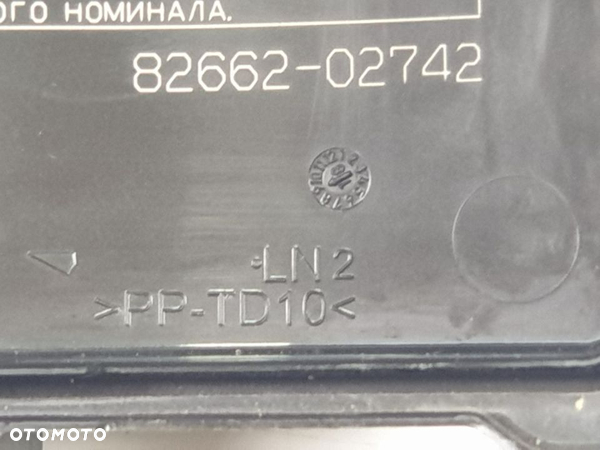 ОГО НОМИНАЛА.
82662-02742
LN2
>PP-TD10<
OTOMOTO